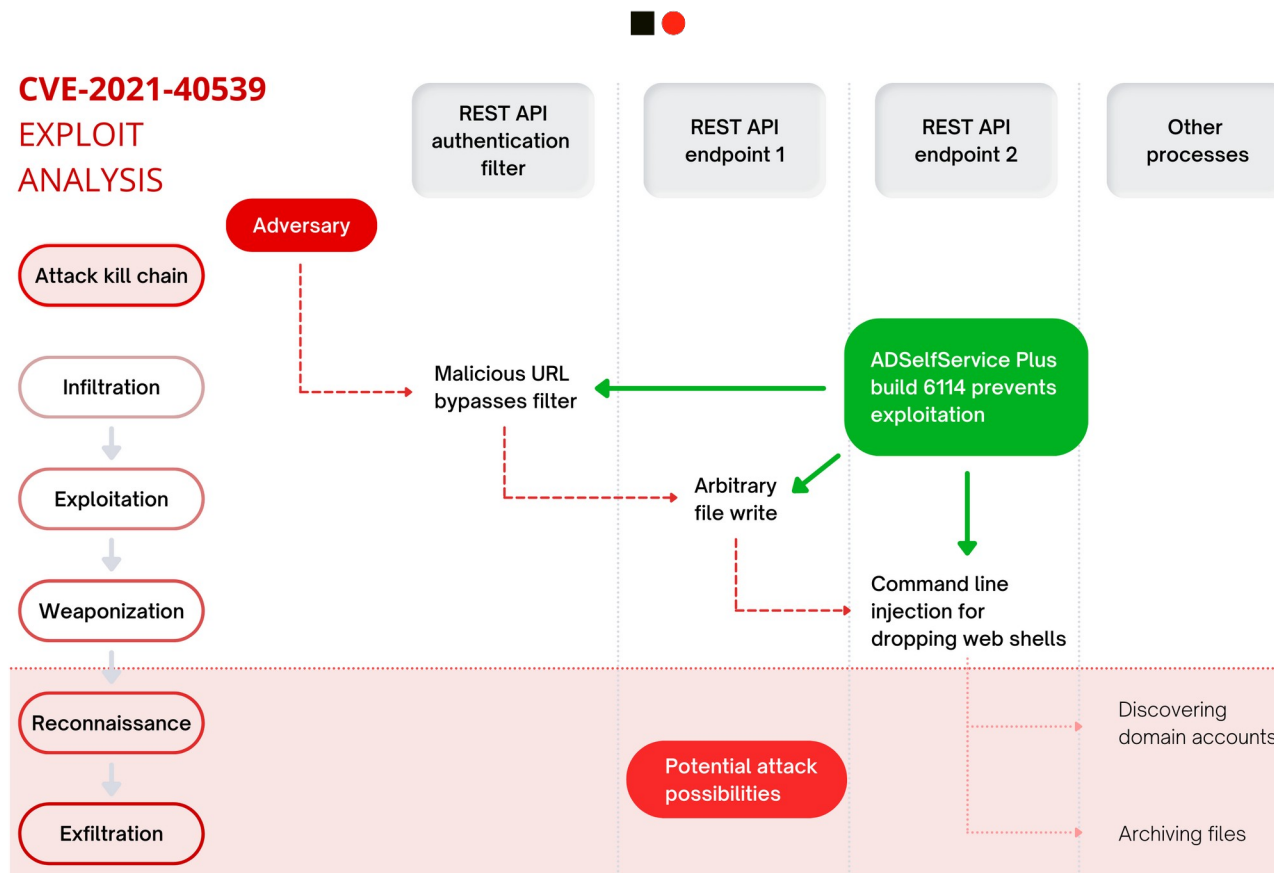 CVE-2021-40539
EXPLOIT
ANALYSIS
REST API
authentication
filter
REST API
endpoint 1
REST API
endpoint 2
Other
processes
Adversary
Attack kill chain
Infiltration
Malicious URL
bypasses filter
ADSelfService Plus
build 6114 prevents
exploitation
Exploitation
Arbitrary
file write
Weaponization
Command line
injection for
dropping web shells
Reconnaissance
Discovering
domain accounts
Potential attack
possibilities
Exfiltration
Archiving files